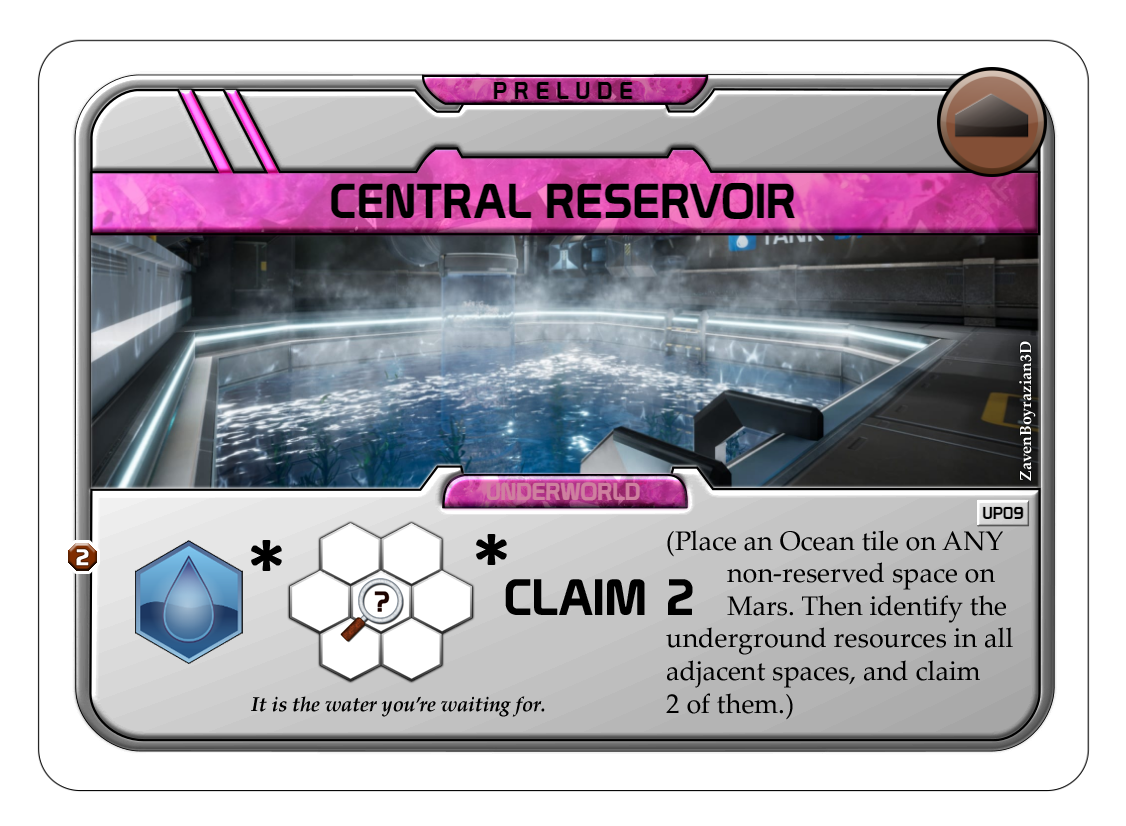 PRELUDE
CENTRAL RESERVOIR
TANK
ZavenBoyrazian3D
UNDERWORLD
UP09
2
*
?
*
CLAIM 2
(Place an Ocean tile on ANY
non-reserved space on
Mars. Then identify the
underground resources in all
adjacent spaces, and claim
2 of them.)
It is the water you're waiting for.